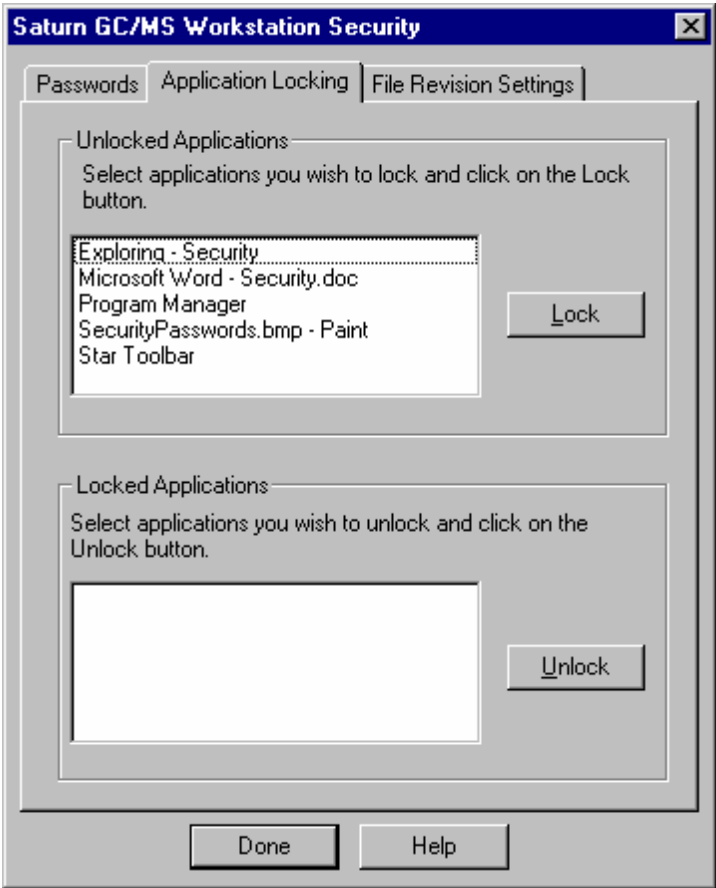 Saturn GC/MS Workstation Security
Passwords Application Locking File Revision Settings
Unlocked Applications
Select applications you wish to lock and click on the Lock
button.
Exploring - Security
Microsoft Word - Security.doc
Program Manager
SecurityPasswords.bmp - Paint
Star Toolbar
Lock
Locked Applications
Select applications you wish to unlock and click on the
Unlock button.
Unlock
Done Help